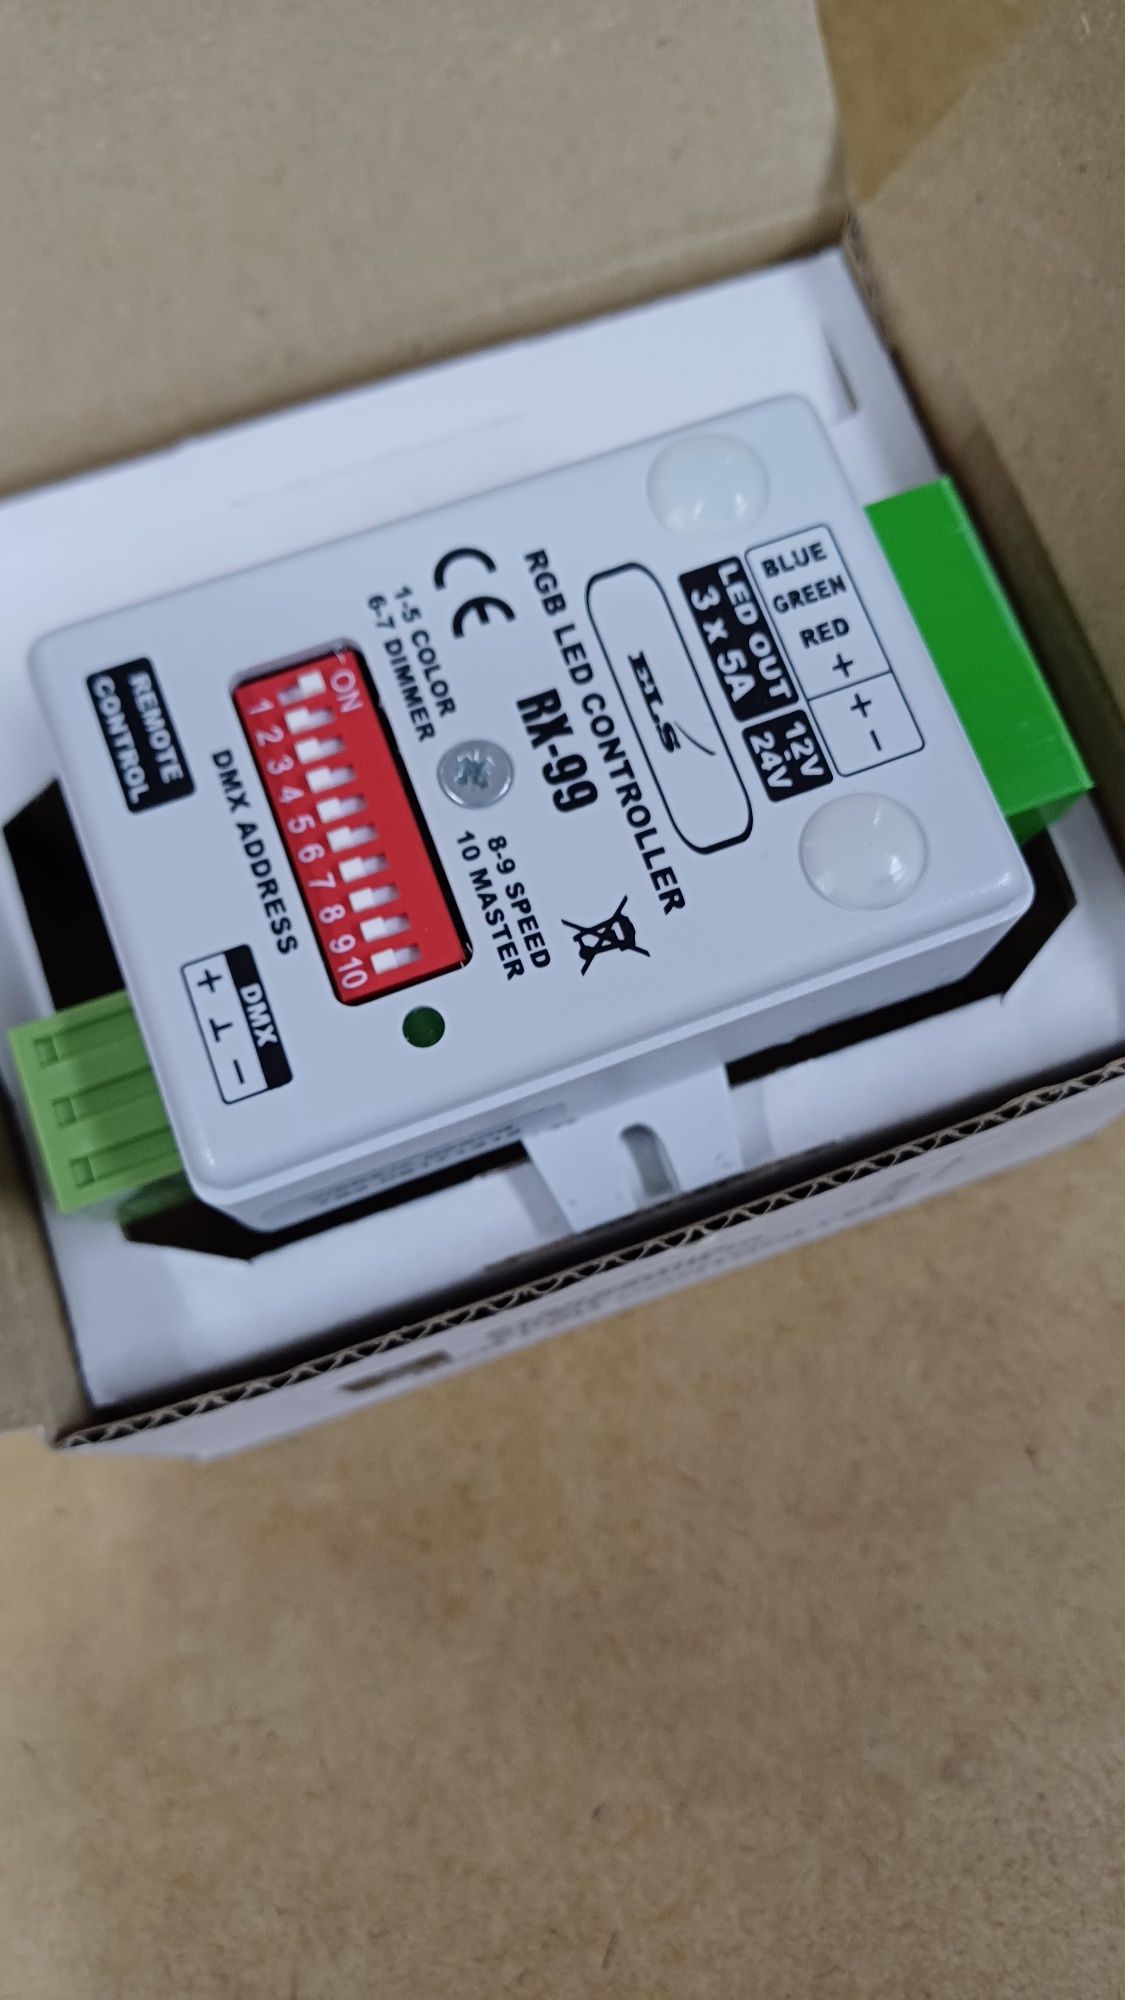 BLUE
GREEN
RED
+
+
-
LED OUT
3 x 5A
12V
24V
ELS
RGB LED CONTROLLER
RX-99
CE
1-5 COLOR
6-7 DIMMER
8-9 SPEED
10 MASTER
ON
1 2 3 4 5 6 7 8 9 10
DMX ADDRESS
REMOTE
CONTROL
DMX
+ ⊥ -